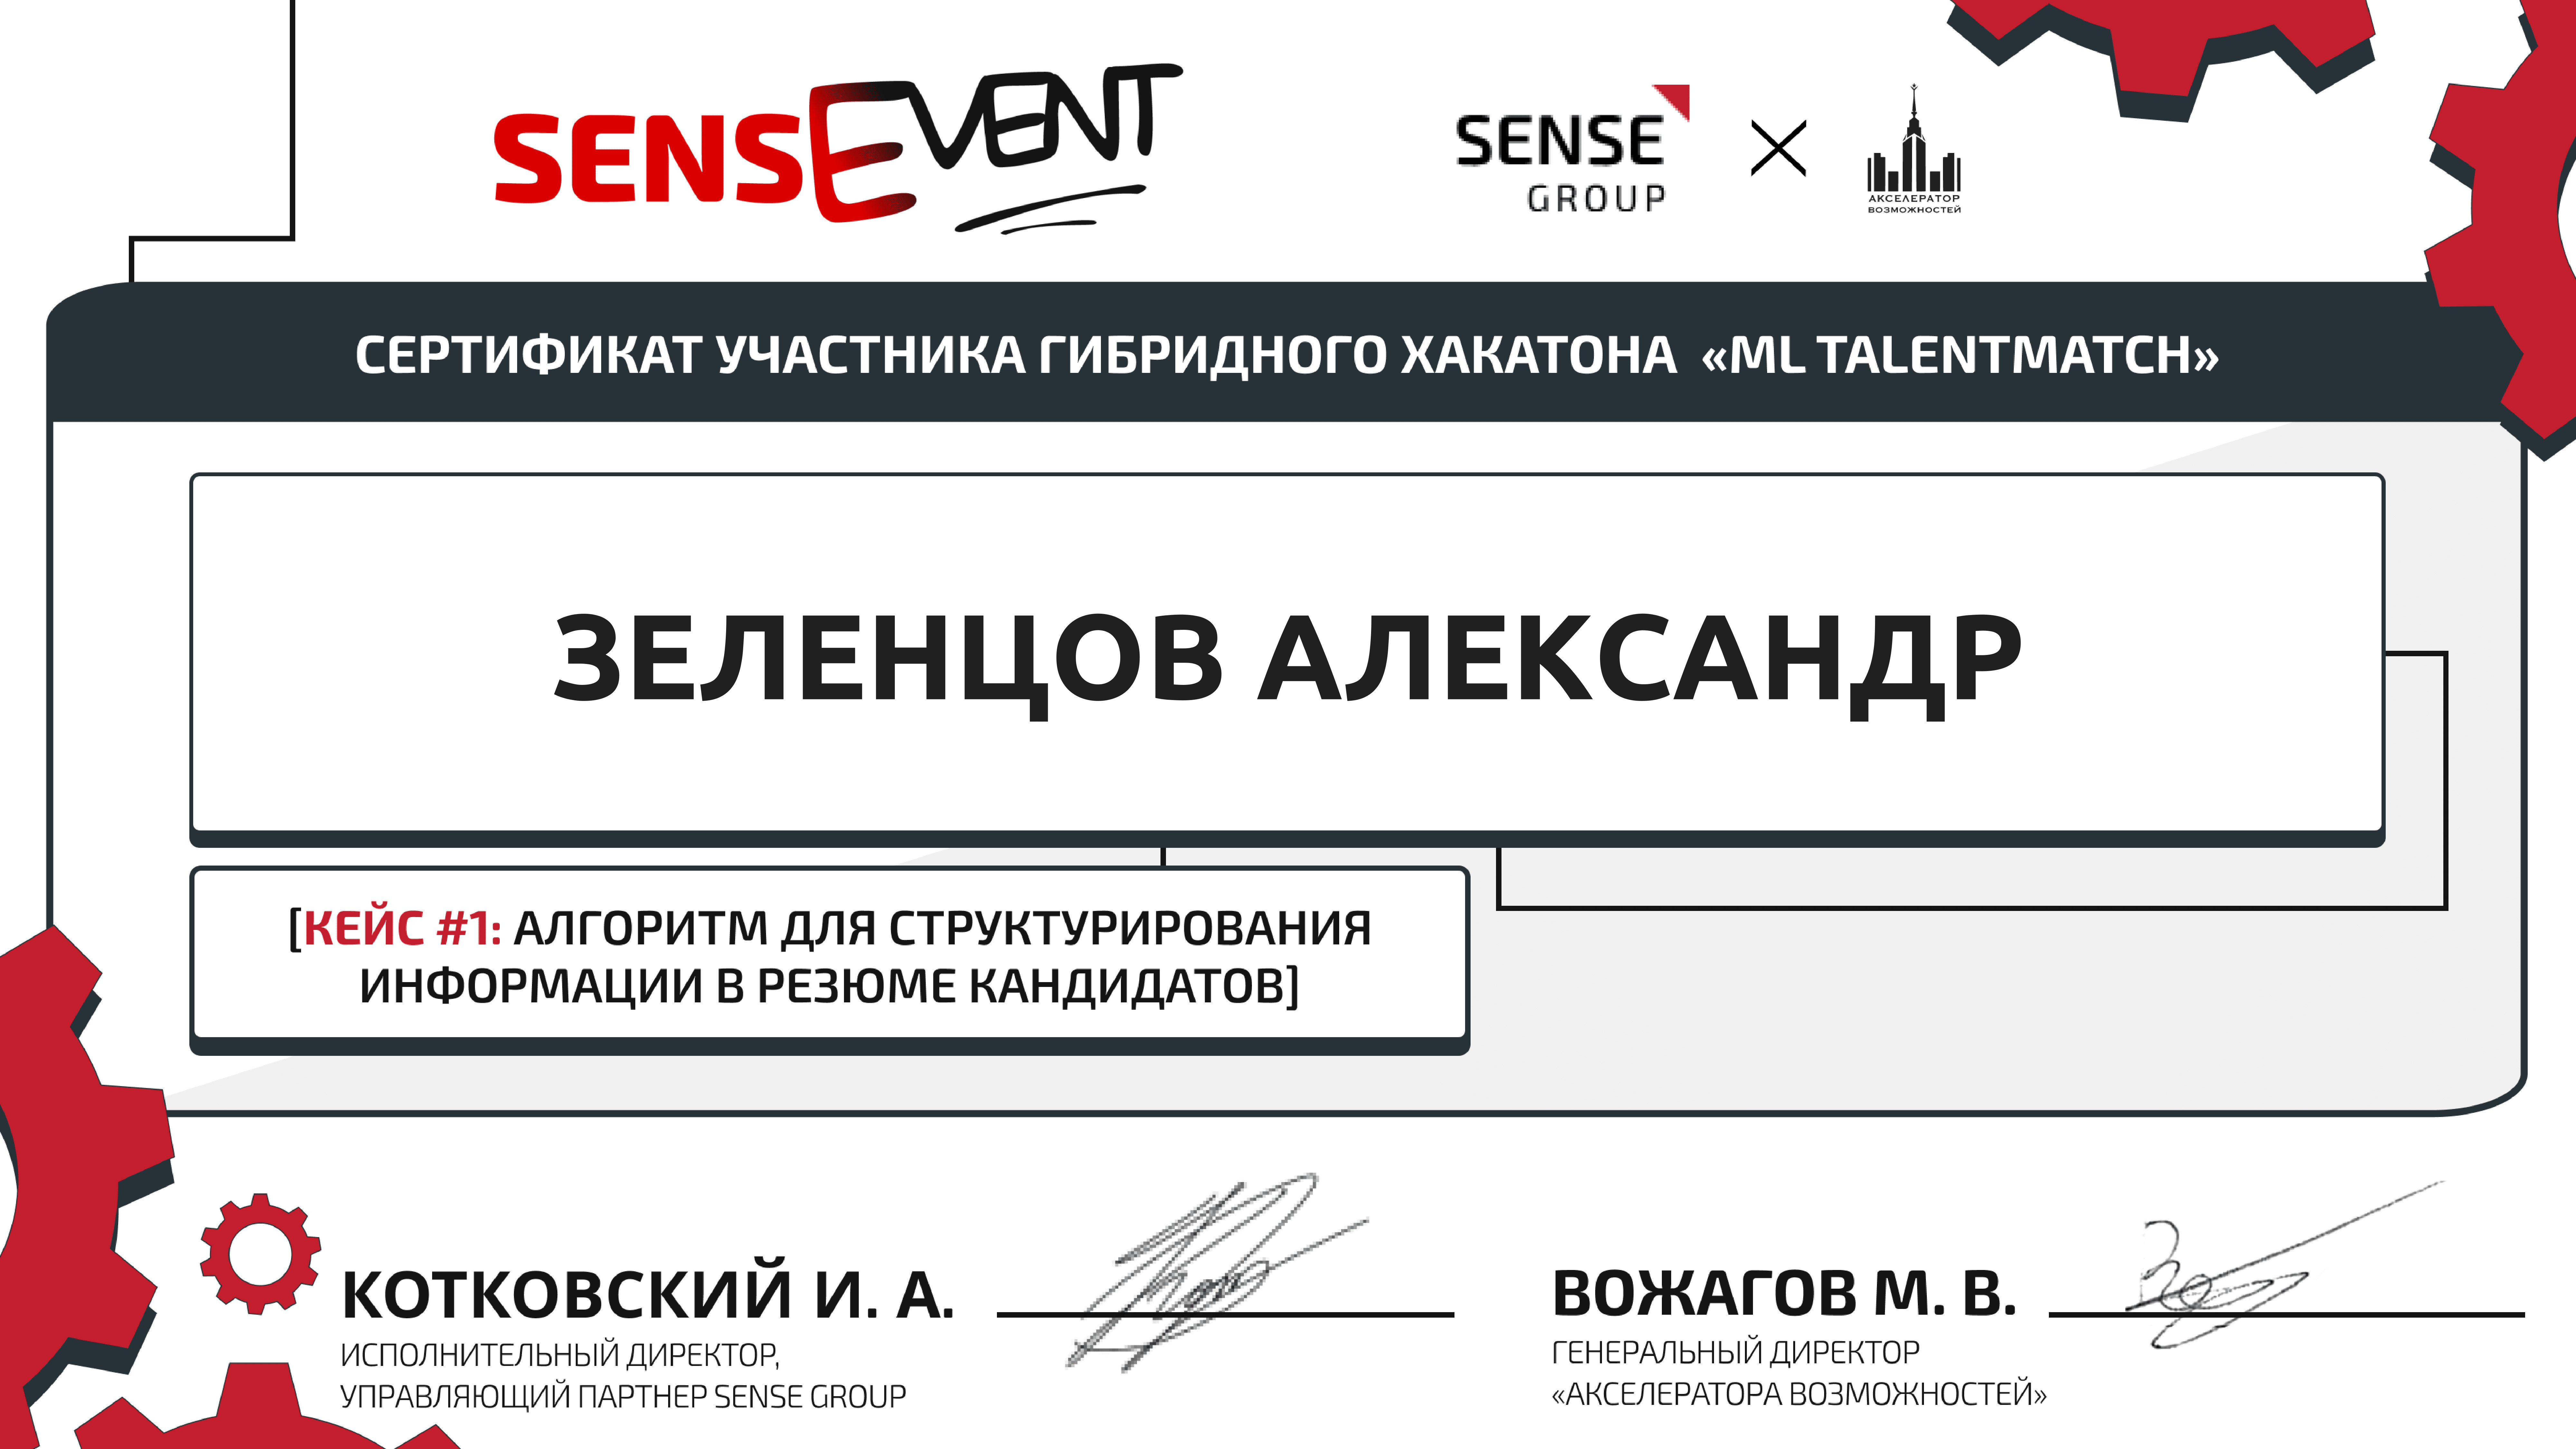 SENSEVENT
SENSE
GROUP
АКСЕЛЕРАТОР
ВОЗМОЖНОСТЕЙ
СЕРТИФИКАТ УЧАСТНИКА ГИБРИДНОГО ХАКАТОНА «ML TALENTMATCH»
ЗЕЛЕНЦОВ АЛЕКСАНДР
[КЕЙС #1: АЛГОРИТМ ДЛЯ СТРУКТУРИРОВАНИЯ
ИНФОРМАЦИИ В РЕЗЮМЕ КАНДИДАТОВ]
КОТКОВСКИЙ И. А.
ИСПОЛНИТЕЛЬНЫЙ ДИРЕКТОР,
УПРАВЛЯЮЩИЙ ПАРТНЕР SENSE GROUP
ВОЖАГОВ М. В.
ГЕНЕРАЛЬНЫЙ ДИРЕКТОР
«АКСЕЛЕРАТОРА ВОЗМОЖНОСТЕЙ»